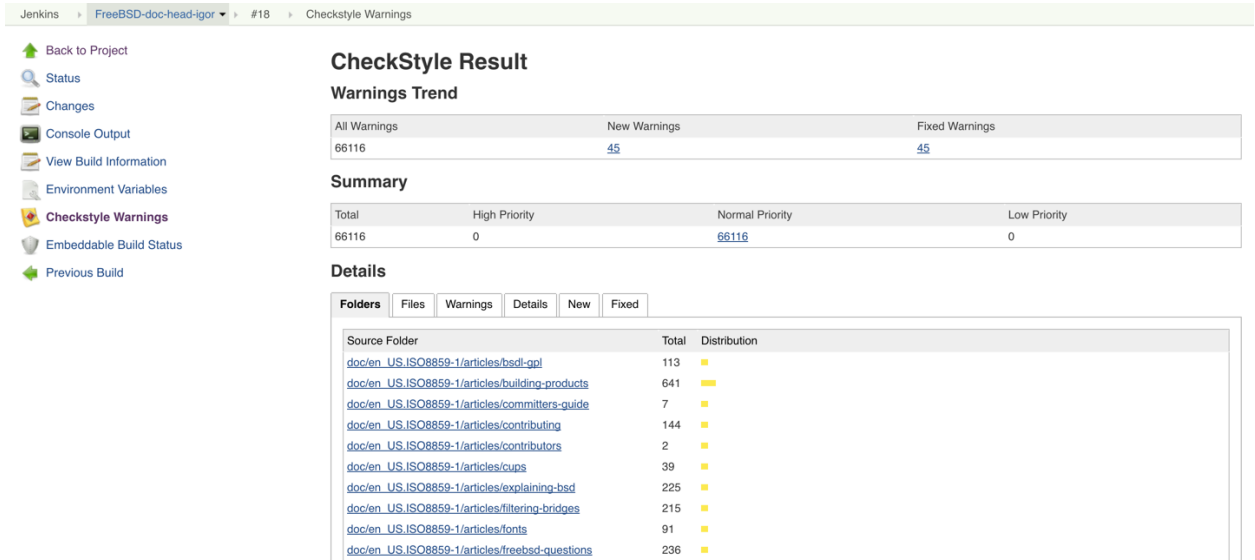 Jenkins FreeBSD-doc-head-igor #18 Checkstyle Warnings
Back to Project
Status
Changes
Console Output
View Build Information
Environment Variables
Checkstyle Warnings
Embeddable Build Status
Previous Build
CheckStyle Result
Warnings Trend
All Warnings New Warnings Fixed Warnings
66116 45 45
Summary
Total High Priority Normal Priority Low Priority
66116 0 66116 0
Details
Folders Files Warnings Details New Fixed
Source Folder Total Distribution
doc/en_US.ISO8859-1/articles/bsdl-gpl 113
doc/en_US.ISO8859-1/articles/building-products 641
doc/en_US.ISO8859-1/articles/committers-guide 7
doc/en_US.ISO8859-1/articles/contributing 144
doc/en_US.ISO8859-1/articles/contributors 2
doc/en_US.ISO8859-1/articles/cups 39
doc/en_US.ISO8859-1/articles/explaining-bsd 225
doc/en_US.ISO8859-1/articles/filtering-bridges 215
doc/en_US.ISO8859-1/articles/fonts 91
doc/en_US.ISO8859-1/articles/freebsd-questions 236